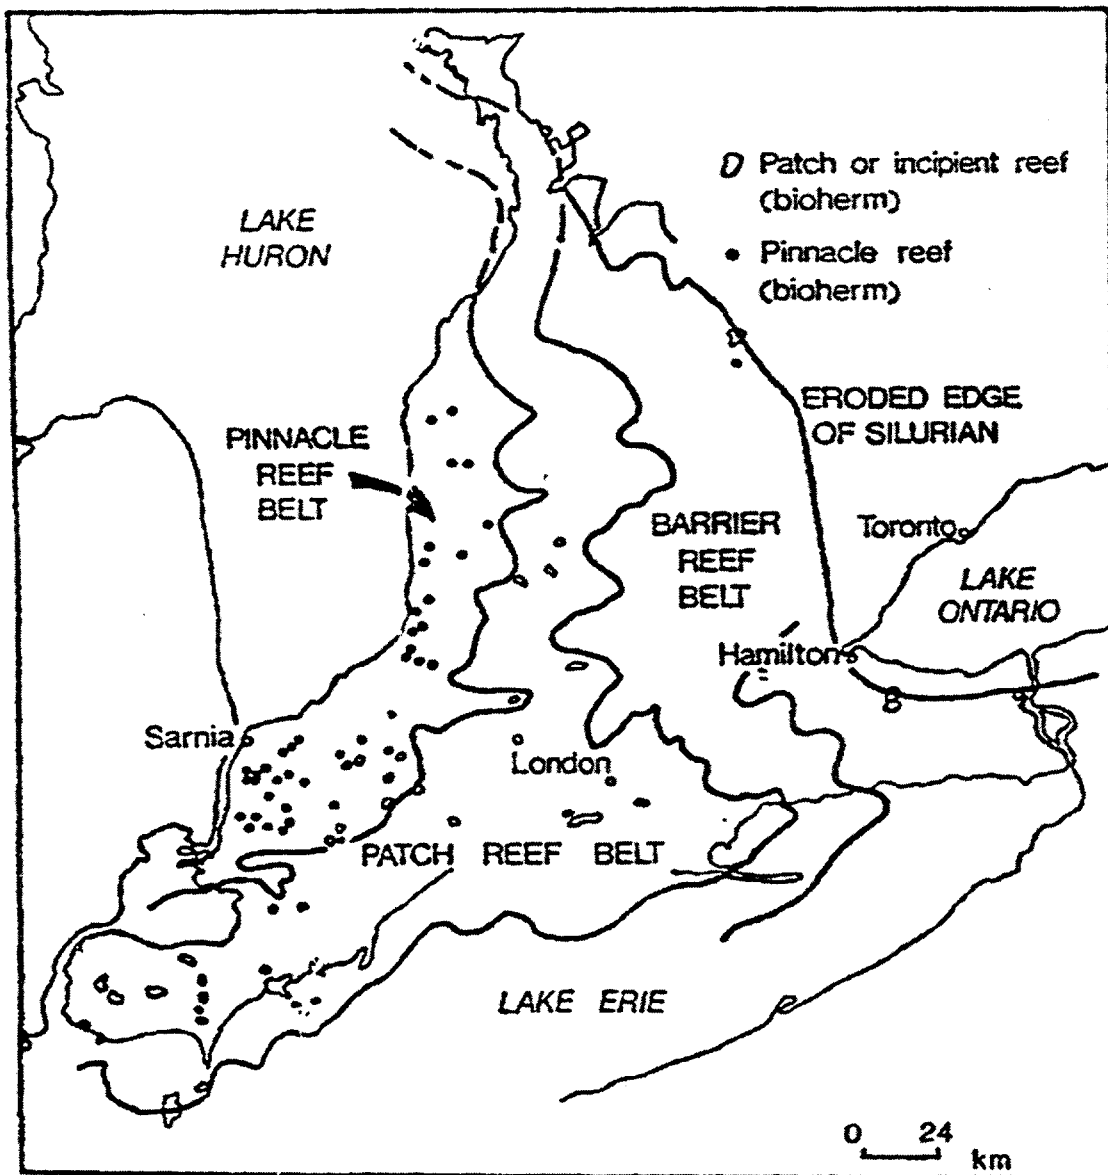 Patch or incipient reef
(bioherm)
Pinnacle reef
(bioherm)
LAKE
HURON
ERODED EDGE
OF SILURIAN
PINNACLE
REEF
BELT
BARRIER
REEF
BELT
Toronto
LAKE
ONTARIO
Hamilton
Sarnia
London
PATCH REEF BELT
LAKE ERIE
0 24
km